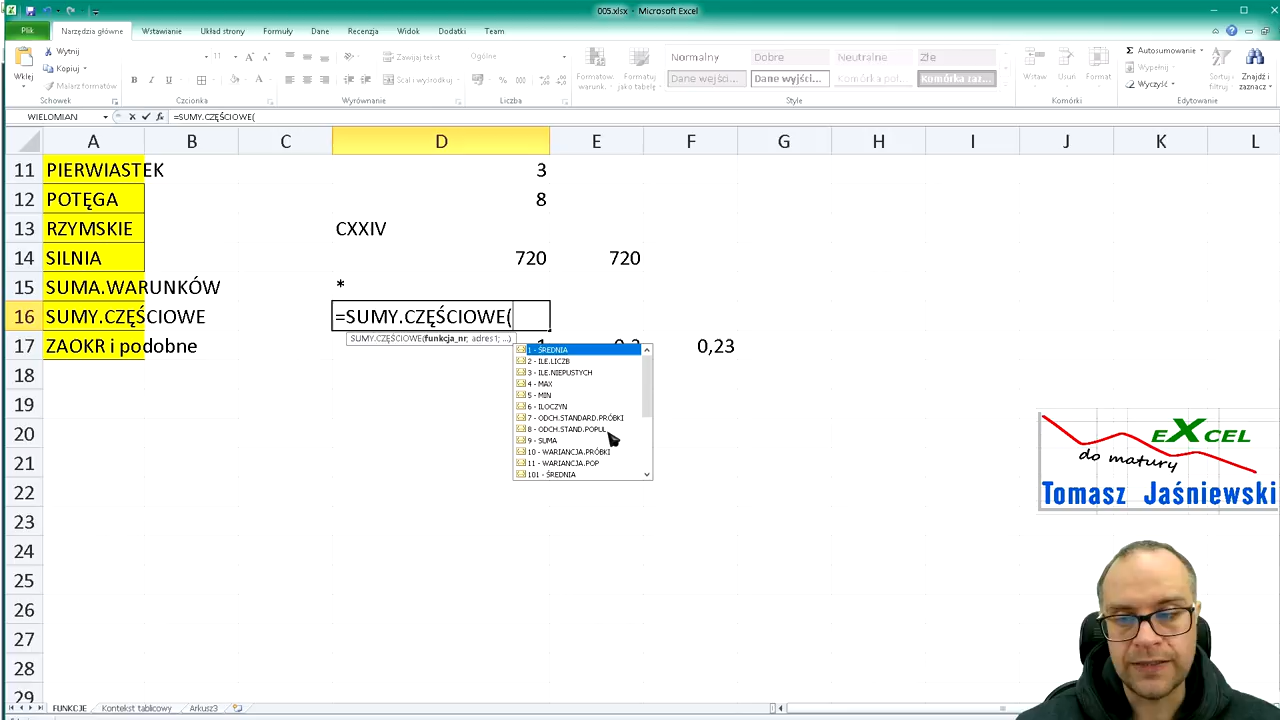 005.xlsx - Microsoft Excel
Plik Narzędzia główne Wstawianie Układ strony Formuły Dane Recenzja Widok Dodatki Team
Wklej
Wytnij
Kopiuj
Malarz formatów
Schowek
A A
B I U
Czcionka
Zawijaj tekst
Scal i wyśrodkuj
Wyrównanie
Ogólne
% 000
Liczba
Formatow. warunk.
Formatuj jako tabelę
Normalny Dobre Neutralne Złe
Dane wejści... Dane wyjści... Komórka zaz...
Style
Wstaw Usuń Format
Komórki
Σ Autosumowanie
Wypełnij
Wyczyść
Sortuj i filtruj
Znajdź i zaznacz
Edytowanie
WIELOMIAN fx =SUMY.CZĘŚCIOWE(
A B C D E F G H I J K L
11 PIERWIASTEK 3
12 POTĘGA 8
13 RZYMSKIE CXXIV
14 SILNIA 720 720
15 SUMA.WARUNKÓW *
16 SUMY.CZĘŚCIOWE =SUMY.CZĘŚCIOWE(
SUMY.CZĘŚCIOWE(funkcja_nr; adres1; ...)
17 ZAOKR i podobne 0,23
1 - ŚREDNIA
2 - ILE.LICZB
3 - ILE.NIEPUSTYCH
4 - MAX
5 - MIN
6 - ILOCZYN
7 - ODCH.STANDARD.PRÓBKI
8 - ODCH.STAND.POPUL
9 - SUMA
10 - WARIANCJA.PRÓBKI
11 - WARIANCJA.POP
101 - ŚREDNIA
18
19
20
21
22
23
24
25
26
27
28
29
EXCEL
do matury
Tomasz Jaśniewski
FUNKCJE Kontekst tablicowy Arkusz3